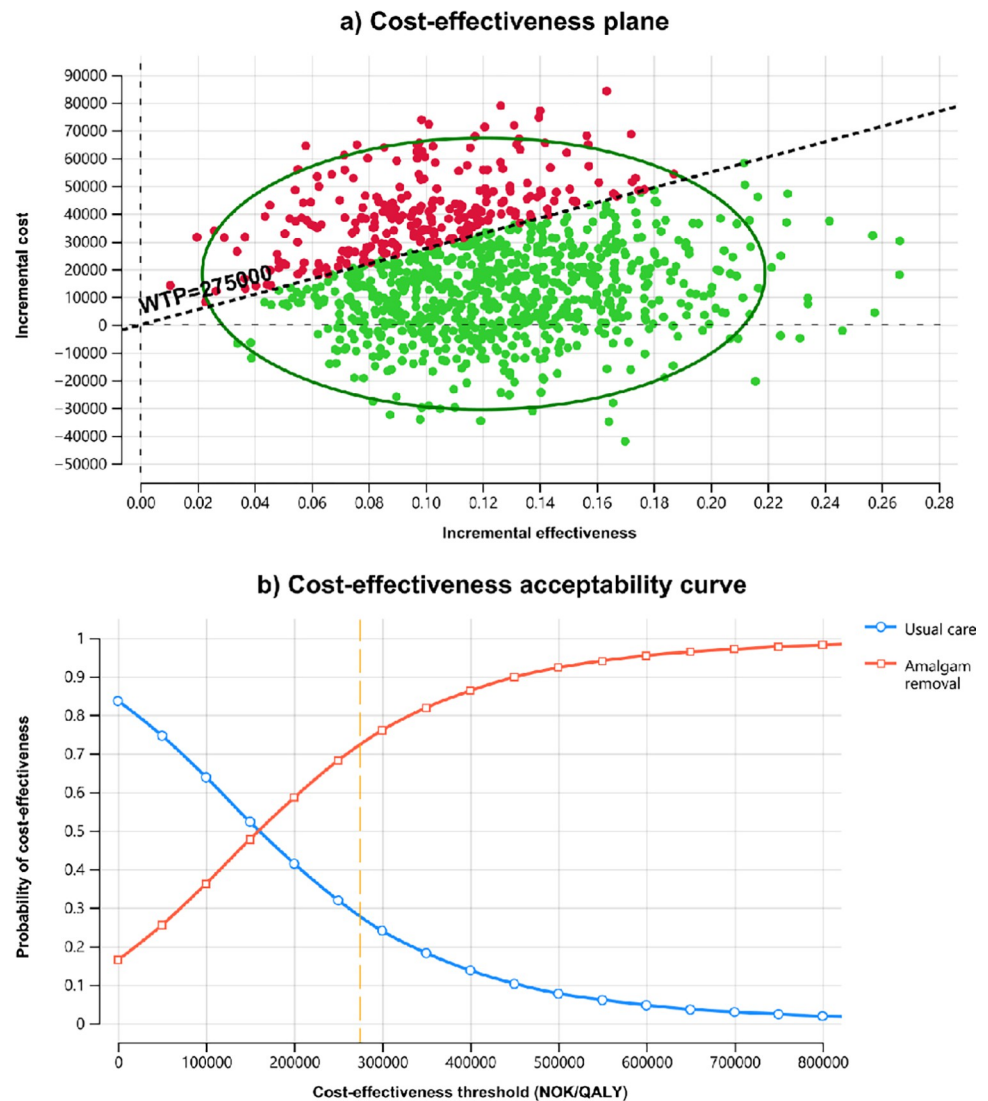 a) Cost-effectiveness plane
Incremental cost
90000
80000
70000
60000
50000
40000
30000
20000
10000
0
−10000
−20000
−30000
−40000
−50000
WTP=275000
0.00 0.02 0.04 0.06 0.08 0.10 0.12 0.14 0.16 0.18 0.20 0.22 0.24 0.26 0.28
Incremental effectiveness
b) Cost-effectiveness acceptability curve
Usual care
Amalgam
removal
Probability of cost-effectiveness
1
0.9
0.8
0.7
0.6
0.5
0.4
0.3
0.2
0.1
0
0 100000 200000 300000 400000 500000 600000 700000 800000
Cost-effectiveness threshold (NOK/QALY)